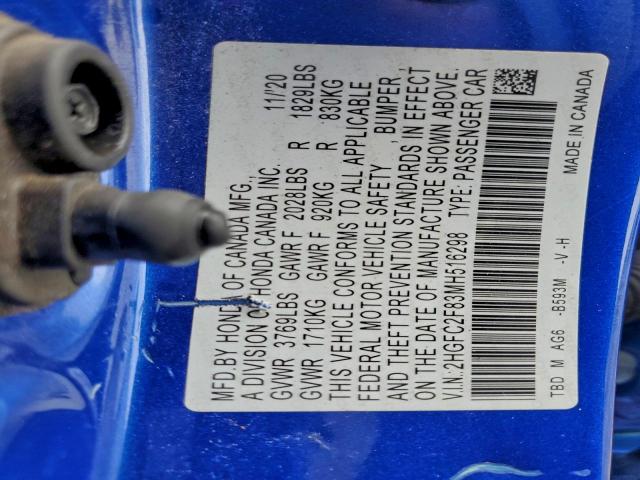 MFD.BY HONDA OF CANADA MFG., 11/20
A DIVISION OF HONDA CANADA INC.
GVWR 3769LBS GAWR F 2028LBS R 1829LBS
GVWR 1710KG GAWR F 920KG R 830KG
THIS VEHICLE CONFORMS TO ALL APPLICABLE
FEDERAL MOTOR VEHICLE SAFETY BUMPER ,
AND THEFT PREVENTION STANDARDS, IN EFFECT
ON THE DATE OF MANUFACTURE SHOWN ABOVE.
V.I.N.:2HGFC2F83MH516298 TYPE: PASSENGER CAR
TBD M AG6 -B593M -V -H MADE IN CANADA